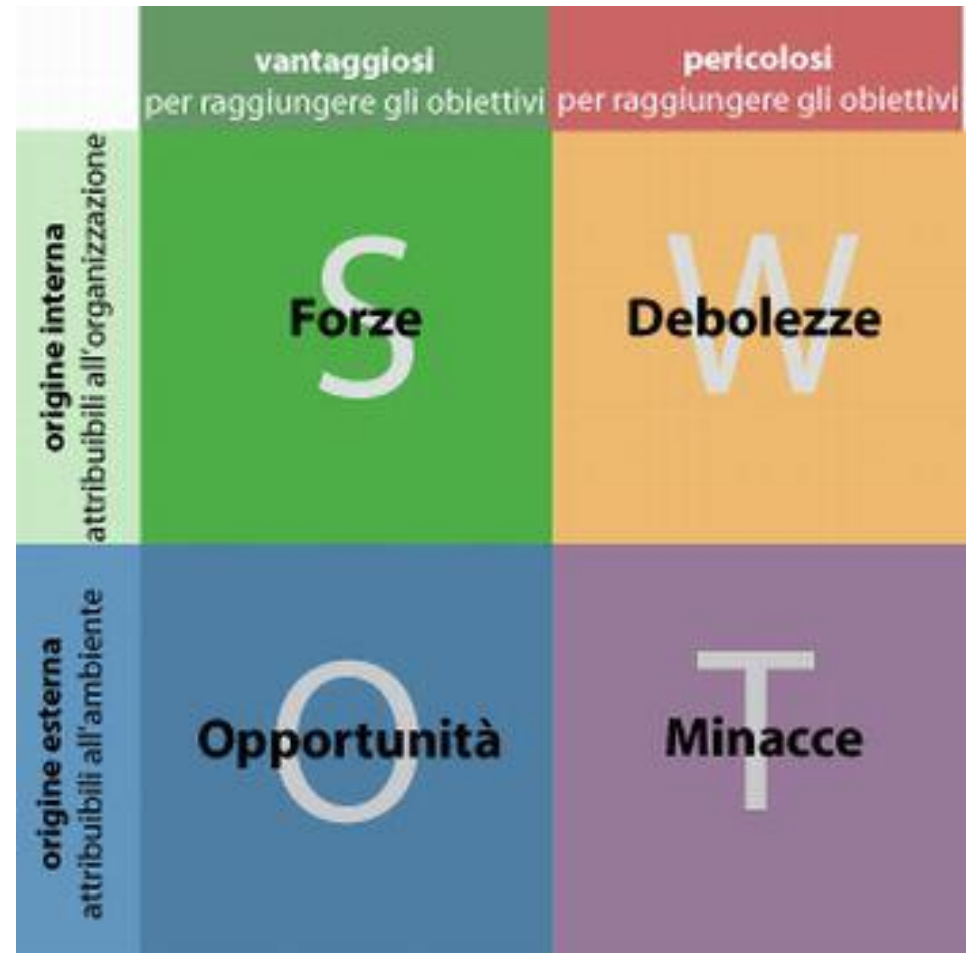 vantaggiosi
per raggiungere gli obiettivi
pericolosi
per raggiungere gli obiettivi
origine interna
attribuibili all'organizzazione
S
Forze
W
Debolezze
origine esterna
attribuibili all'ambiente
O
Opportunità
T
Minacce